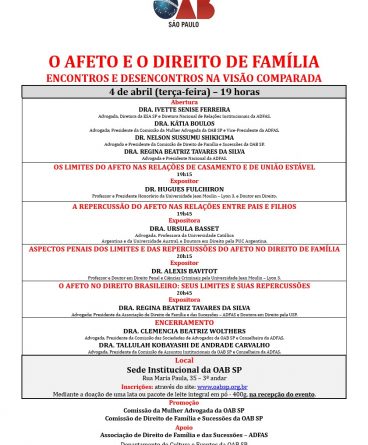 OAB
SÃO PAULO
O AFETO E O DIREITO DE FAMÍLIA
ENCONTROS E DESENCONTROS NA VISÃO COMPARADA
4 de abril (terça-feira) – 19 horas
Abertura
DRA. IVETTE SENISE FERREIRA
Advogada, Diretora da ESA SP e Diretora Nacional de Relações Institucionais da ADFAS.
DRA. KÁTIA BOULOS
Advogada, Presidente da Comissão da Mulher Advogada da OAB SP e Vice-Presidente da ADFAS.
DR. NELSON SUSSUMU SHIKICIMA
Advogado e Presidente da Comissão de Direito de Família e Sucessões da OAB SP.
DRA. REGINA BEATRIZ TAVARES DA SILVA
Advogada e Presidente Nacional da ADFAS.
OS LIMITES DO AFETO NAS RELAÇÕES DE CASAMENTO E DE UNIÃO ESTÁVEL
19h15
Expositor
DR. HUGUES FULCHIRON
Professor e Presidente Honorário da Universidade Jean Moulin – Lyon 3 e Doutor em Direito.
A REPERCUSSÃO DO AFETO NAS RELAÇÕES ENTRE PAIS E FILHOS
19h45
Expositora
DRA. URSULA BASSET
Advogada, Professora da Universidade Católica
Argentina e da Universidad Austral e Doutora em Direito pela PUC Argentina.
ASPECTOS PENAIS DOS LIMITES E DAS REPERCUSSÕES DO AFETO NO DIREITO DE FAMÍLIA
20h15
Expositor
DR. ALEXIS BAVITOT
Professor e Doutor em Direito Penal e Ciências Criminais pela Universidade Jean Moulin – Lyon 3.
O AFETO NO DIREITO BRASILEIRO: SEUS LIMITES E SUAS REPERCUSSÕES
20h45
Expositora
DRA. REGINA BEATRIZ TAVARES DA SILVA
Advogada; Presidente da Associação de Direito de Família e das Sucessões – ADFAS e Doutora em Direito pela USP.
ENCERRAMENTO
DRA. CLEMENCIA BEATRIZ WOLTHERS
Advogada; Presidente da Comissão de Direitos Humanos da OAB SP e Conselheira da ADFAS.
DRA. TALLULAH KOBAYASHI DE ANDRADE CARVALHO
Advogada, Presidente da Comissão de Assuntos Institucionais da OAB SP e Conselheira da ADFAS.
Local
Sede Institucional da OAB SP
Rua Maria Paula, 35 – 3º andar
Inscrições: através do site: www.oabsp.org.br
Mediante a doação de uma lata ou pacote de leite integral em pó - 400g, na recepção do evento.
Promoção
Comissão da Mulher Advogada da OAB SP
Comissão de Direito de Família e das Sucessões da OAB SP
Apoio
Associação de Direito de Família e das Sucessões – ADFAS
Departamento de Cultura e Eventos da OAB SP